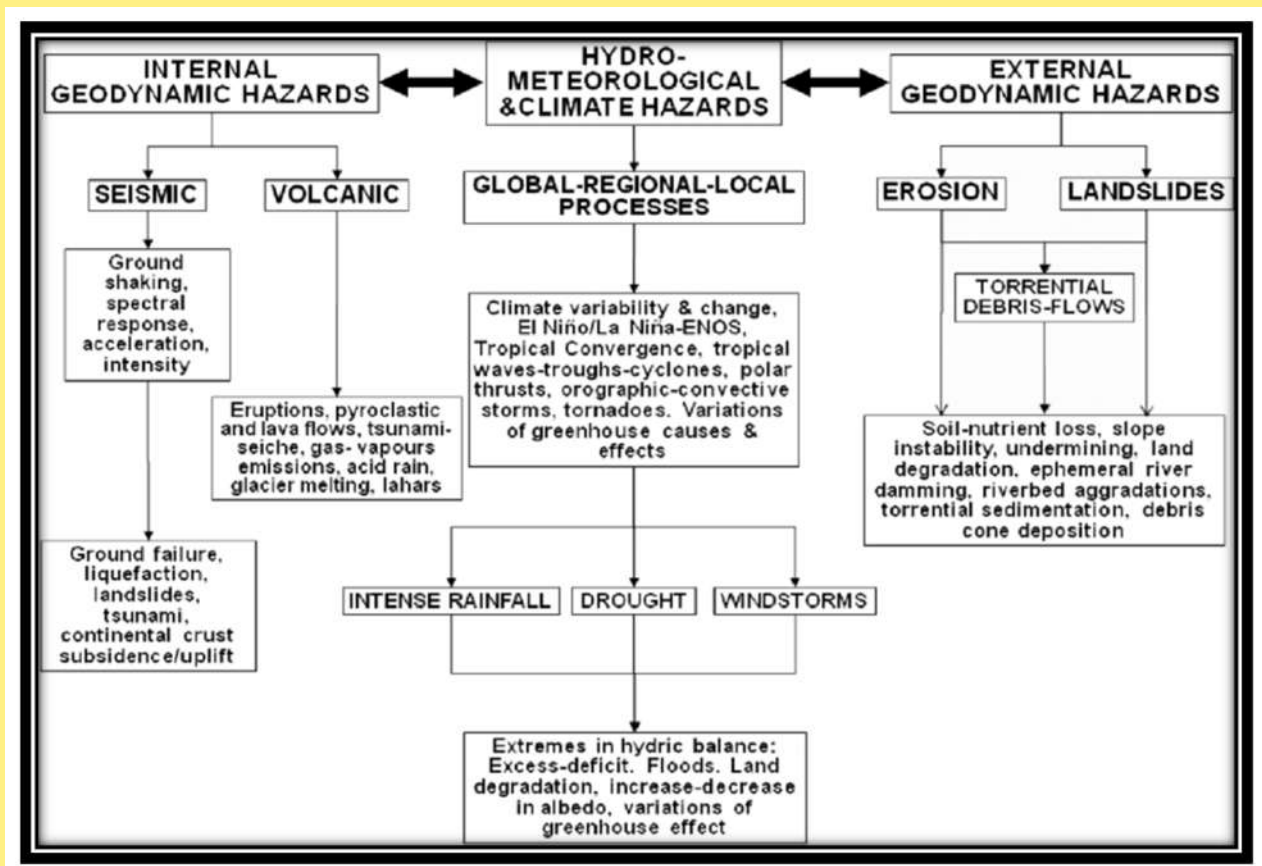 INTERNAL
GEODYNAMIC HAZARDS
HYDRO-
METEOROLOGICAL
&CLIMATE HAZARDS
EXTERNAL
GEODYNAMIC HAZARDS
SEISMIC
VOLCANIC
GLOBAL-REGIONAL-LOCAL
PROCESSES
EROSION
LANDSLIDES
Ground
shaking,
spectral
response,
acceleration,
intensity
TORRENTIAL
DEBRIS-FLOWS
Climate variability & change,
El Niño/La Niña-ENOS,
Tropical Convergence, tropical
waves-troughs-cyclones, polar
thrusts, orographic-convective
storms, tornadoes. Variations
of greenhouse causes &
effects
Eruptions, pyroclastic
and lava flows, tsunami-
seiche, gas- vapours
emissions, acid rain,
glacier melting, lahars
Soil-nutrient loss, slope
instability, undermining, land
degradation, ephemeral river
damming, riverbed aggradations,
torrential sedimentation, debris
cone deposition
Ground failure,
liquefaction,
landslides,
tsunami,
continental crust
subsidence/uplift
INTENSE RAINFALL
DROUGHT
WINDSTORMS
Extremes in hydric balance:
Excess-deficit. Floods. Land
degradation, increase-decrease
in albedo, variations of
greenhouse effect